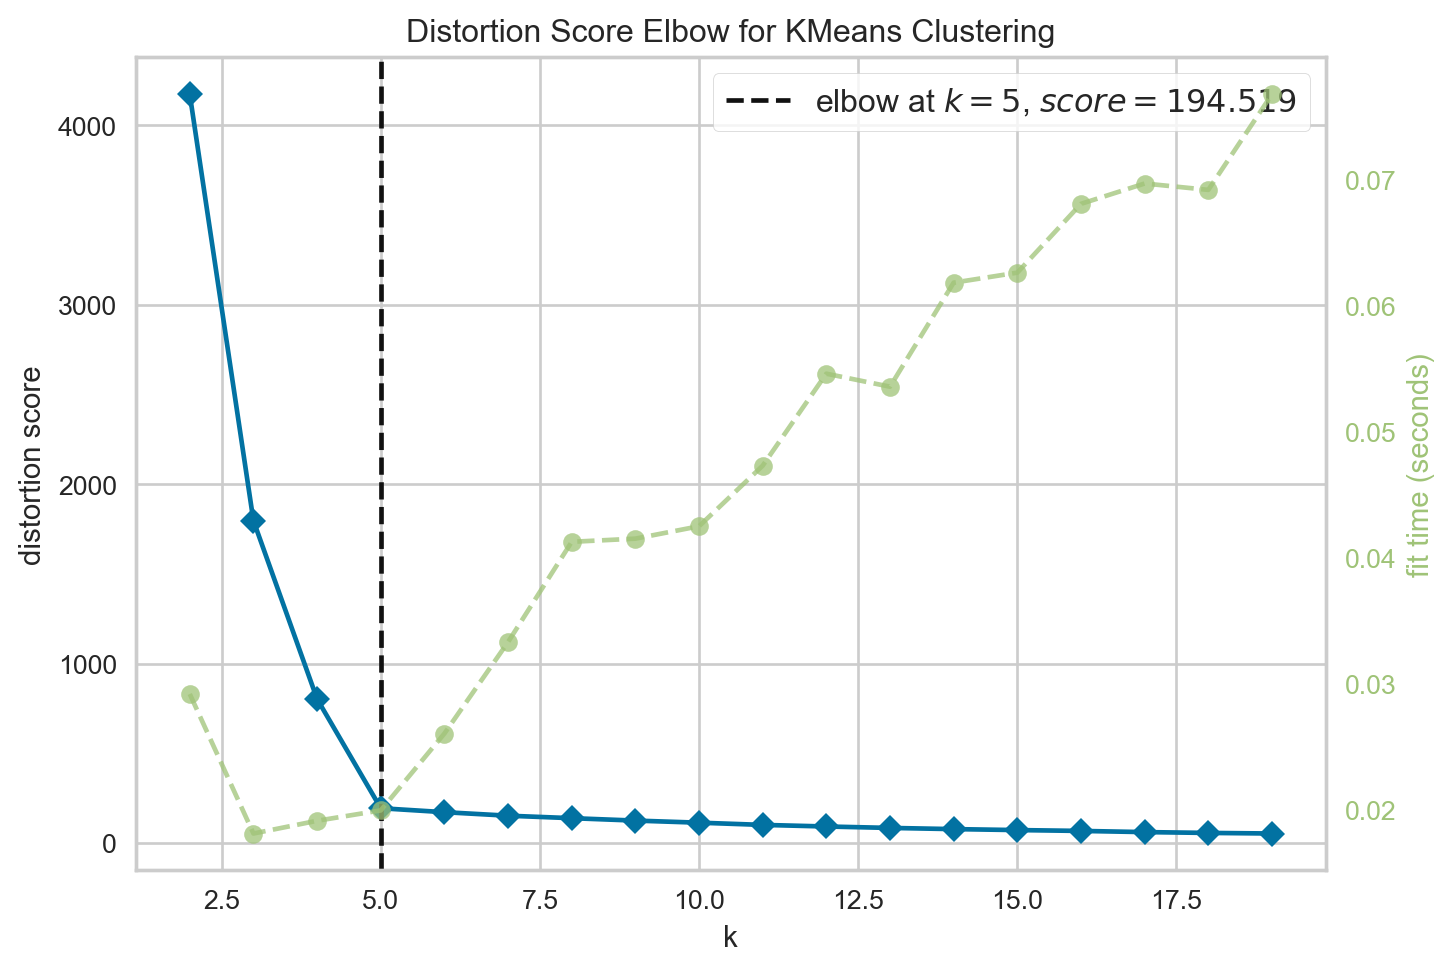 Distortion Score Elbow for KMeans Clustering
elbow at k = 5, score = 194.519
distortion score
4000
3000
2000
1000
0
0.07
0.06
0.05
0.04
0.03
0.02
fit time (seconds)
2.5 5.0 7.5 10.0 12.5 15.0 17.5
k